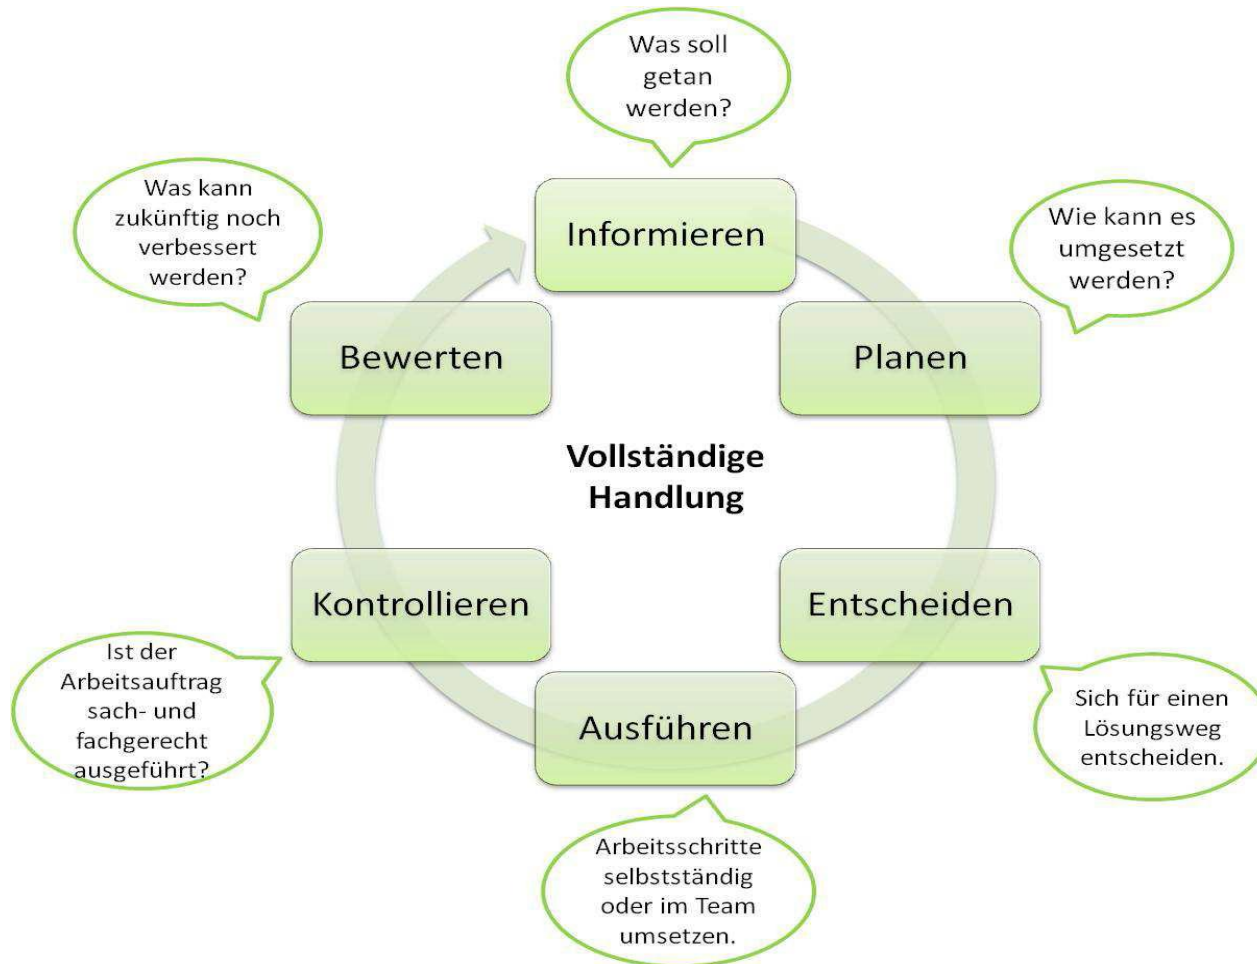 Was soll
getan
werden?
Informieren
Wie kann es
umgesetzt
werden?
Planen
Entscheiden
Sich für einen
Lösungsweg
entscheiden.
Ausführen
Arbeitsschritte
selbstständig
oder im Team
umsetzen.
Kontrollieren
Ist der
Arbeitsauftrag
sach- und
fachgerecht
ausgeführt?
Bewerten
Was kann
zukünftig noch
verbessert
werden?
Vollständige
Handlung